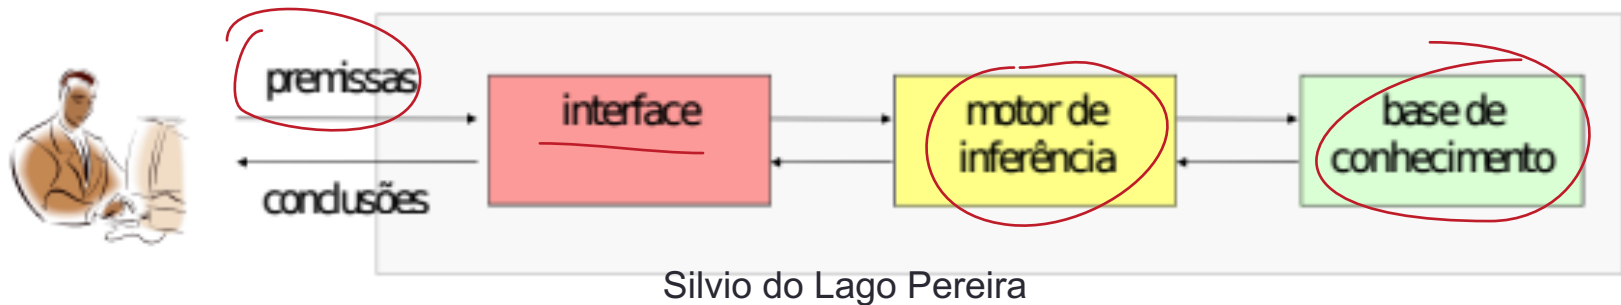 premissas
conclusões
interface
motor de
inferência
base de
conhecimento
Silvio do Lago Pereira